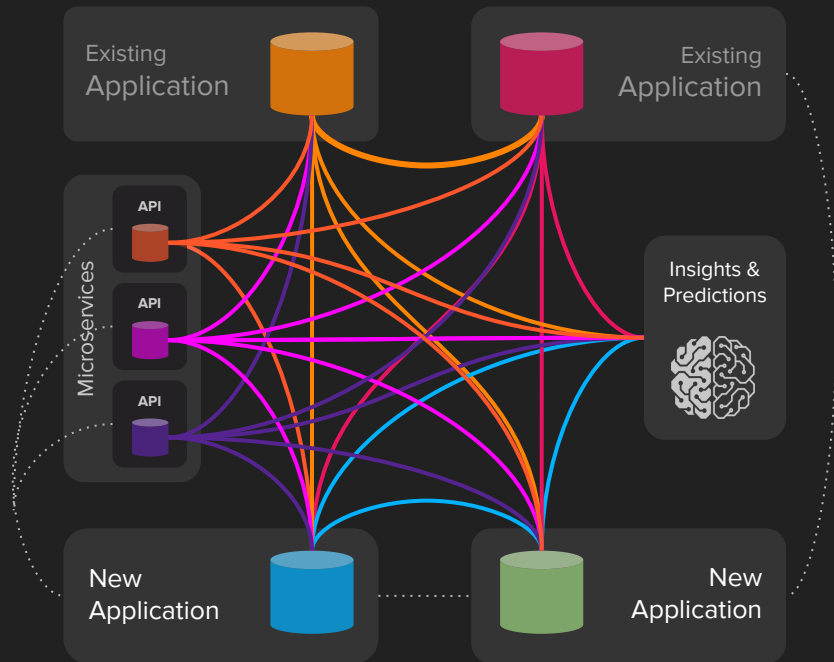 Existing
Application
Existing
Application
API
Microservices
API
API
Insights &
Predictions
New
Application
New
Application